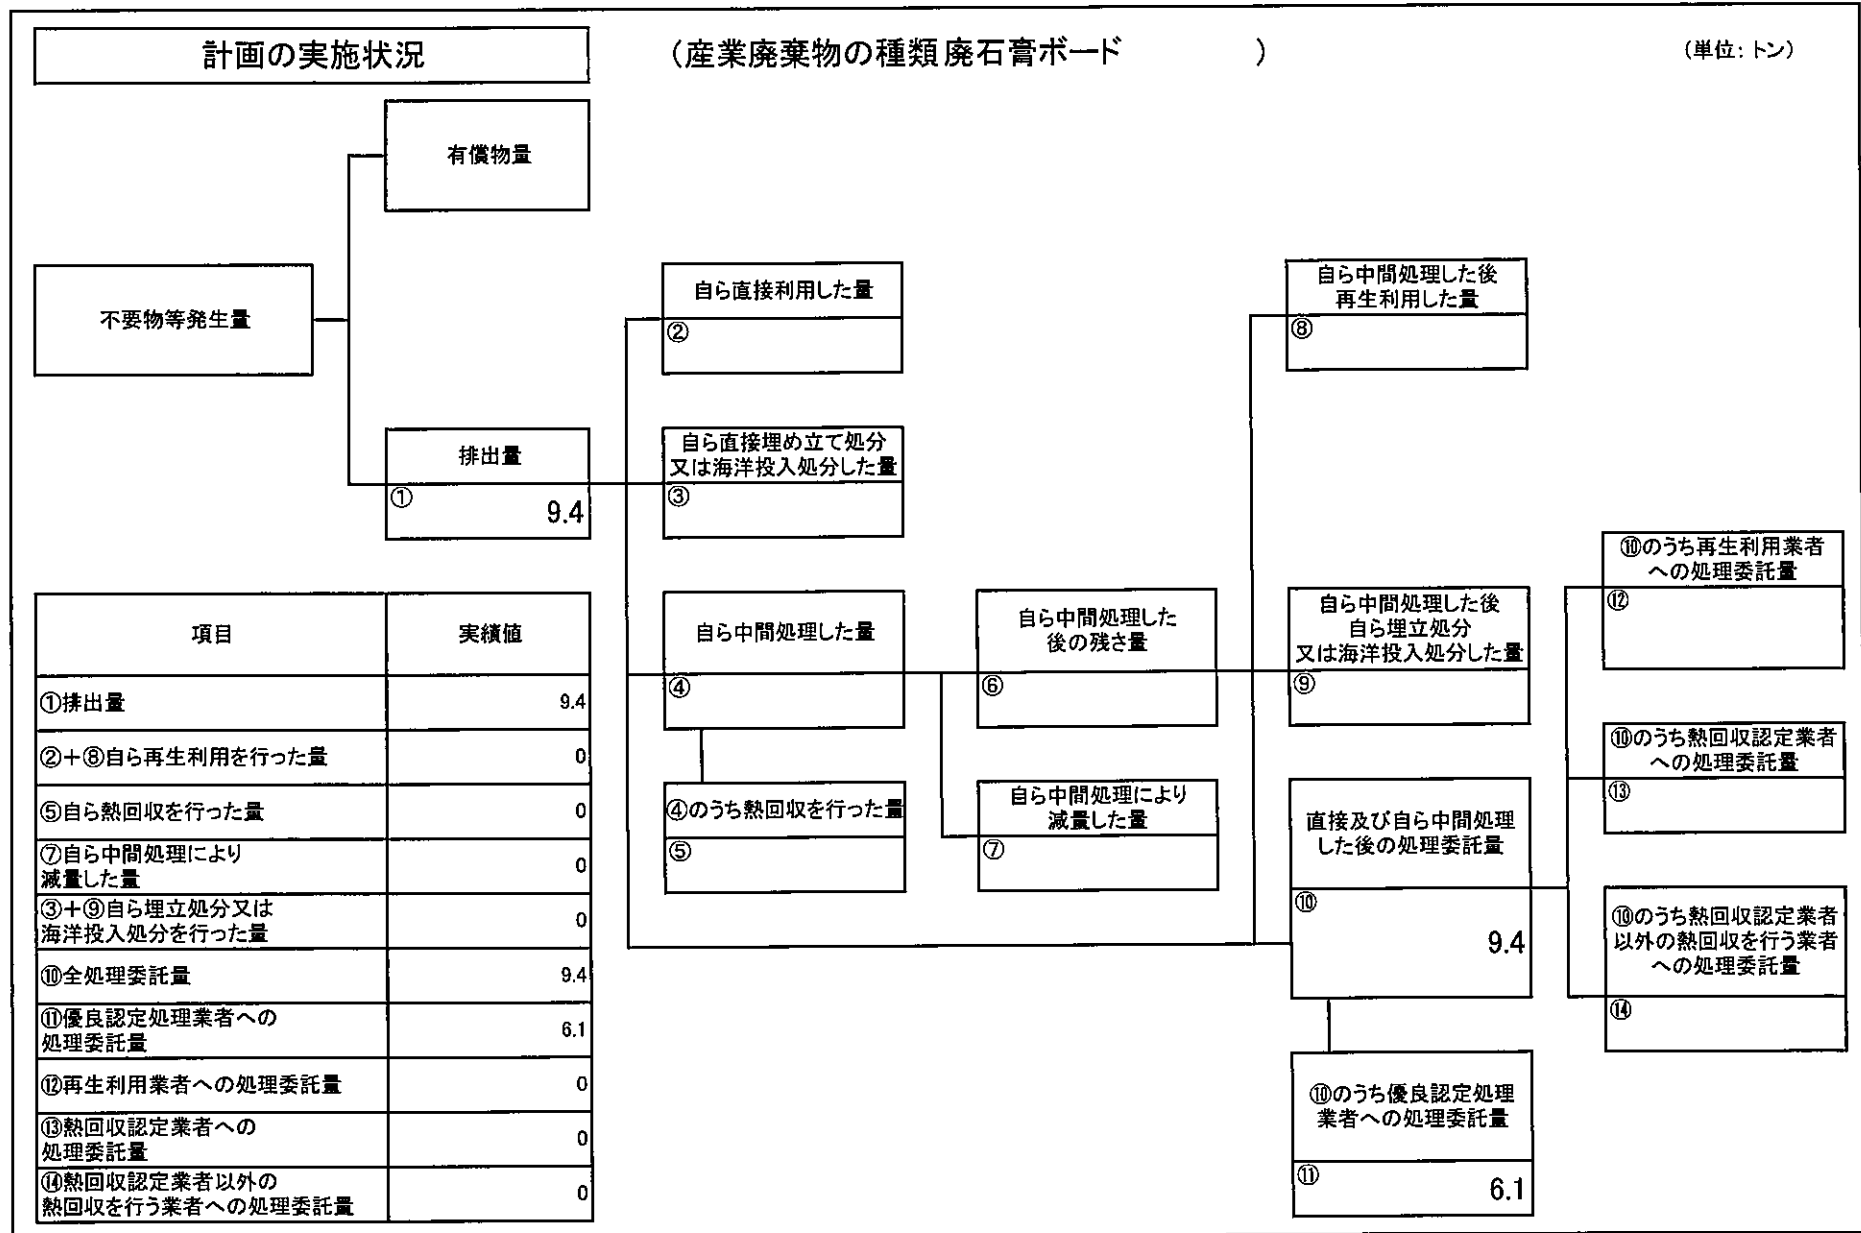 計画の実施状況
（産業廃棄物の種類 廃石膏ボード　　　　　）
（単位：トン）
有償物量
不要物等発生量
自ら直接利用した量
②
自ら中間処理した後
再生利用した量
⑧
排出量
①
9.4
自ら直接埋め立て処分
又は海洋投入処分した量
③
⑩のうち再生利用業者
への処理委託量
⑫
自ら中間処理した量
④
自ら中間処理した
後の残さ量
⑥
自ら中間処理した後
自ら埋立処分
又は海洋投入処分した量
⑨
⑩のうち熱回収認定業者
への処理委託量
⑬
④のうち熱回収を行った量
⑤
自ら中間処理により
減量した量
⑦
直接及び自ら中間処理
した後の処理委託量
⑩
9.4
⑩のうち熱回収認定業者
以外の熱回収を行う業者
への処理委託量
⑭
⑩のうち優良認定処理
業者への処理委託量
⑪
6.1
項目 実績値
①排出量 9.4
②＋⑧自ら再生利用を行った量 0
⑤自ら熱回収を行った量 0
⑦自ら中間処理により
減量した量 0
③＋⑨自ら埋立処分又は
海洋投入処分を行った量 0
⑩全処理委託量 9.4
⑪優良認定処理業者への
処理委託量 6.1
⑫再生利用業者への処理委託量 0
⑬熱回収認定業者への
処理委託量 0
⑭熱回収認定業者以外の
熱回収を行う業者への処理委託量 0